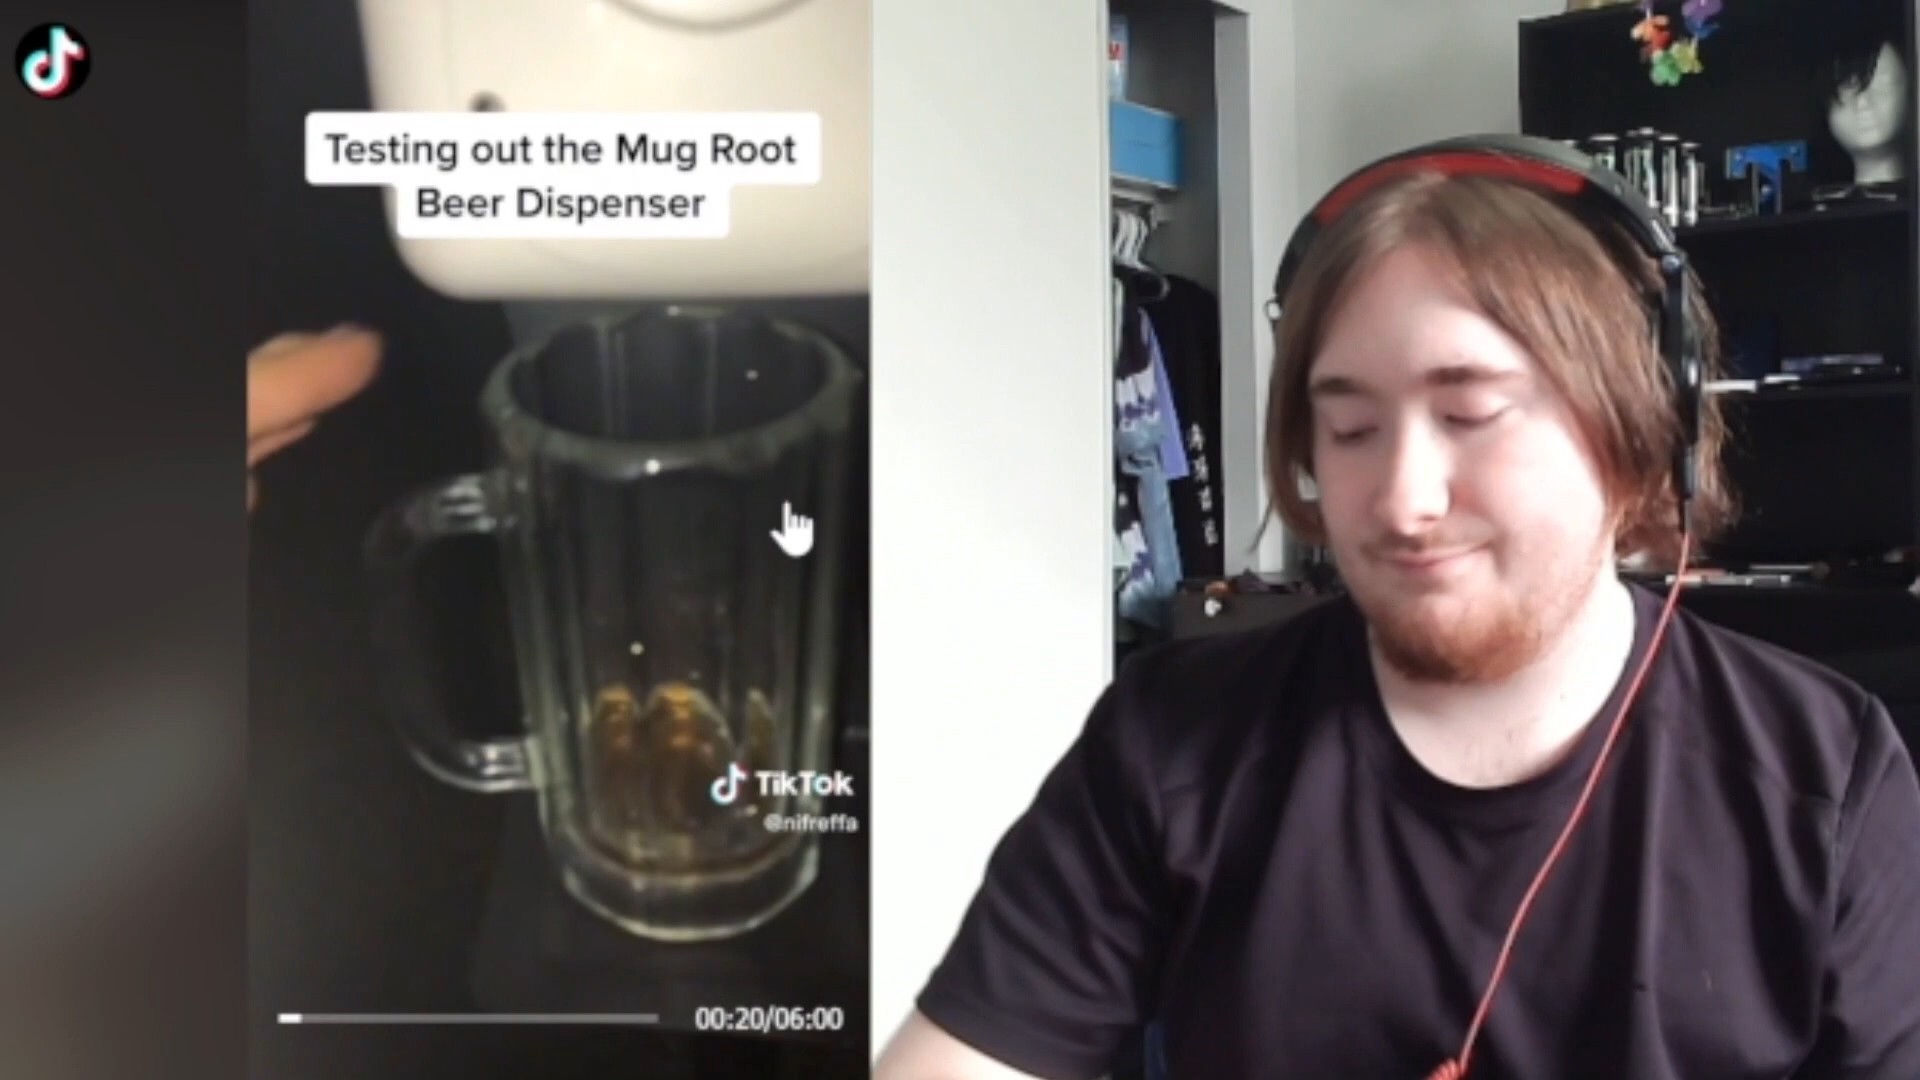 Testing out the Mug Root
Beer Dispenser
TikTok
@nifreffa
00:20/06:00